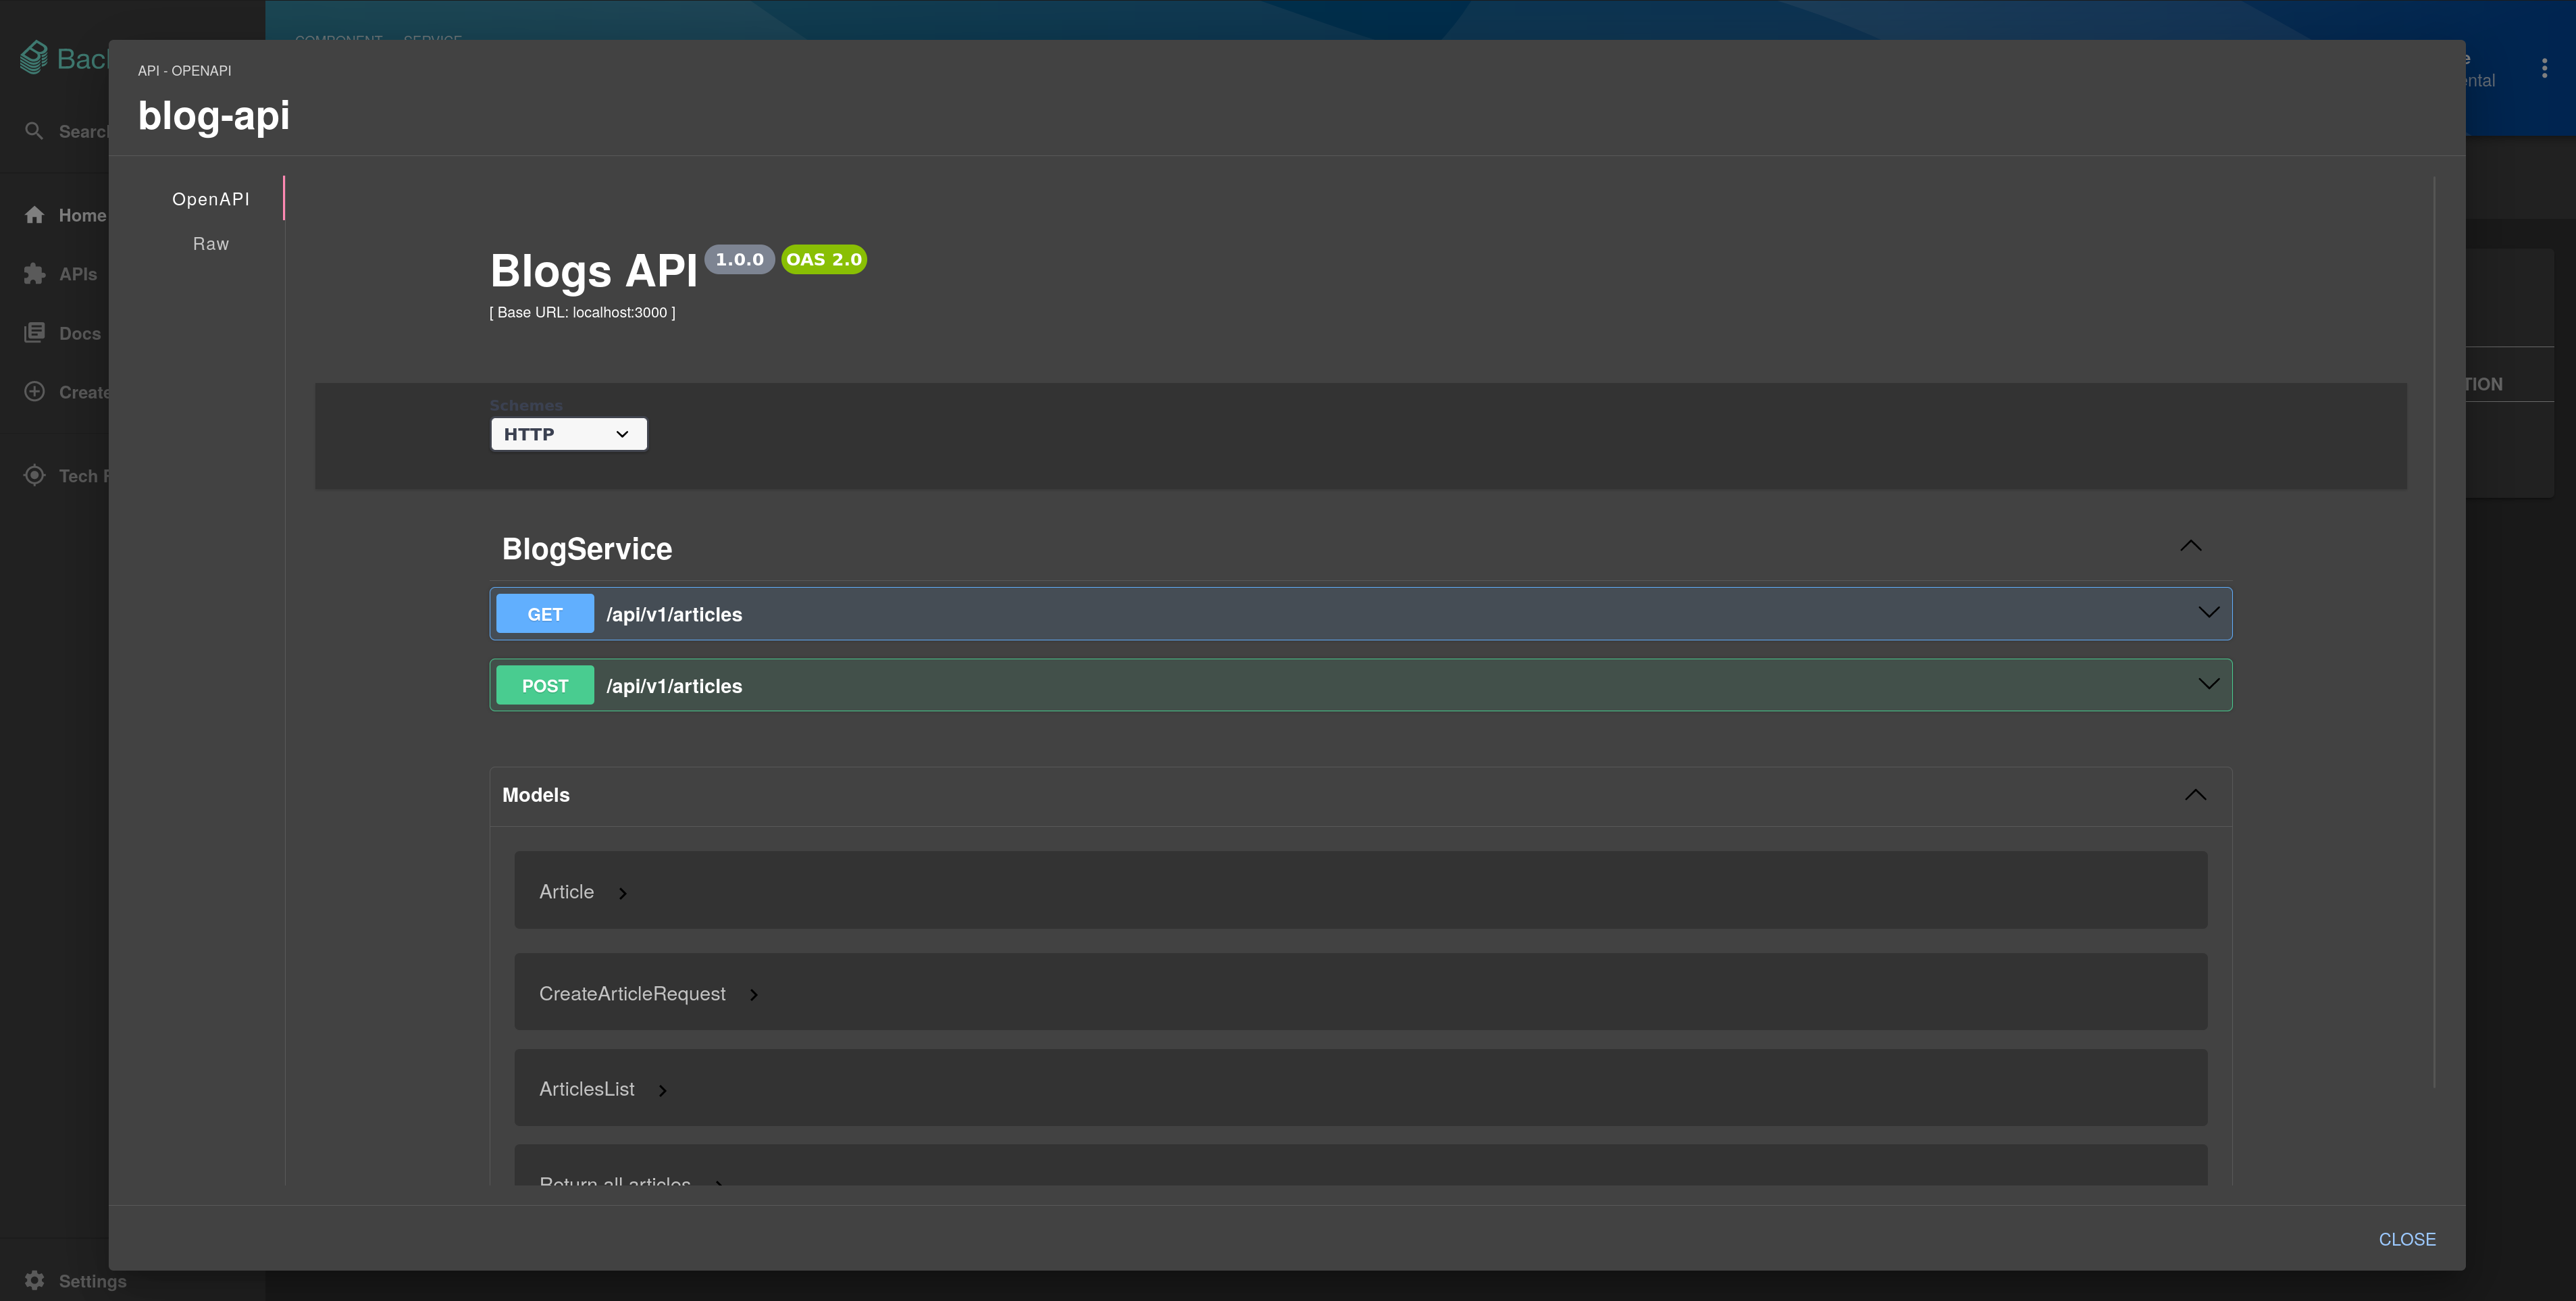 COMPONENT SERVICE
Bac
Search
Home
APIs
Docs
Create
Tech
Settings
ental
TION
API - OPENAPI
blog-api
OpenAPI
Raw
Blogs API 1.0.0 OAS 2.0
[ Base URL: localhost:3000 ]
Schemes
HTTP
BlogService
GET /api/v1/articles
POST /api/v1/articles
Models
Article
CreateArticleRequest
ArticlesList
Return all articles
CLOSE